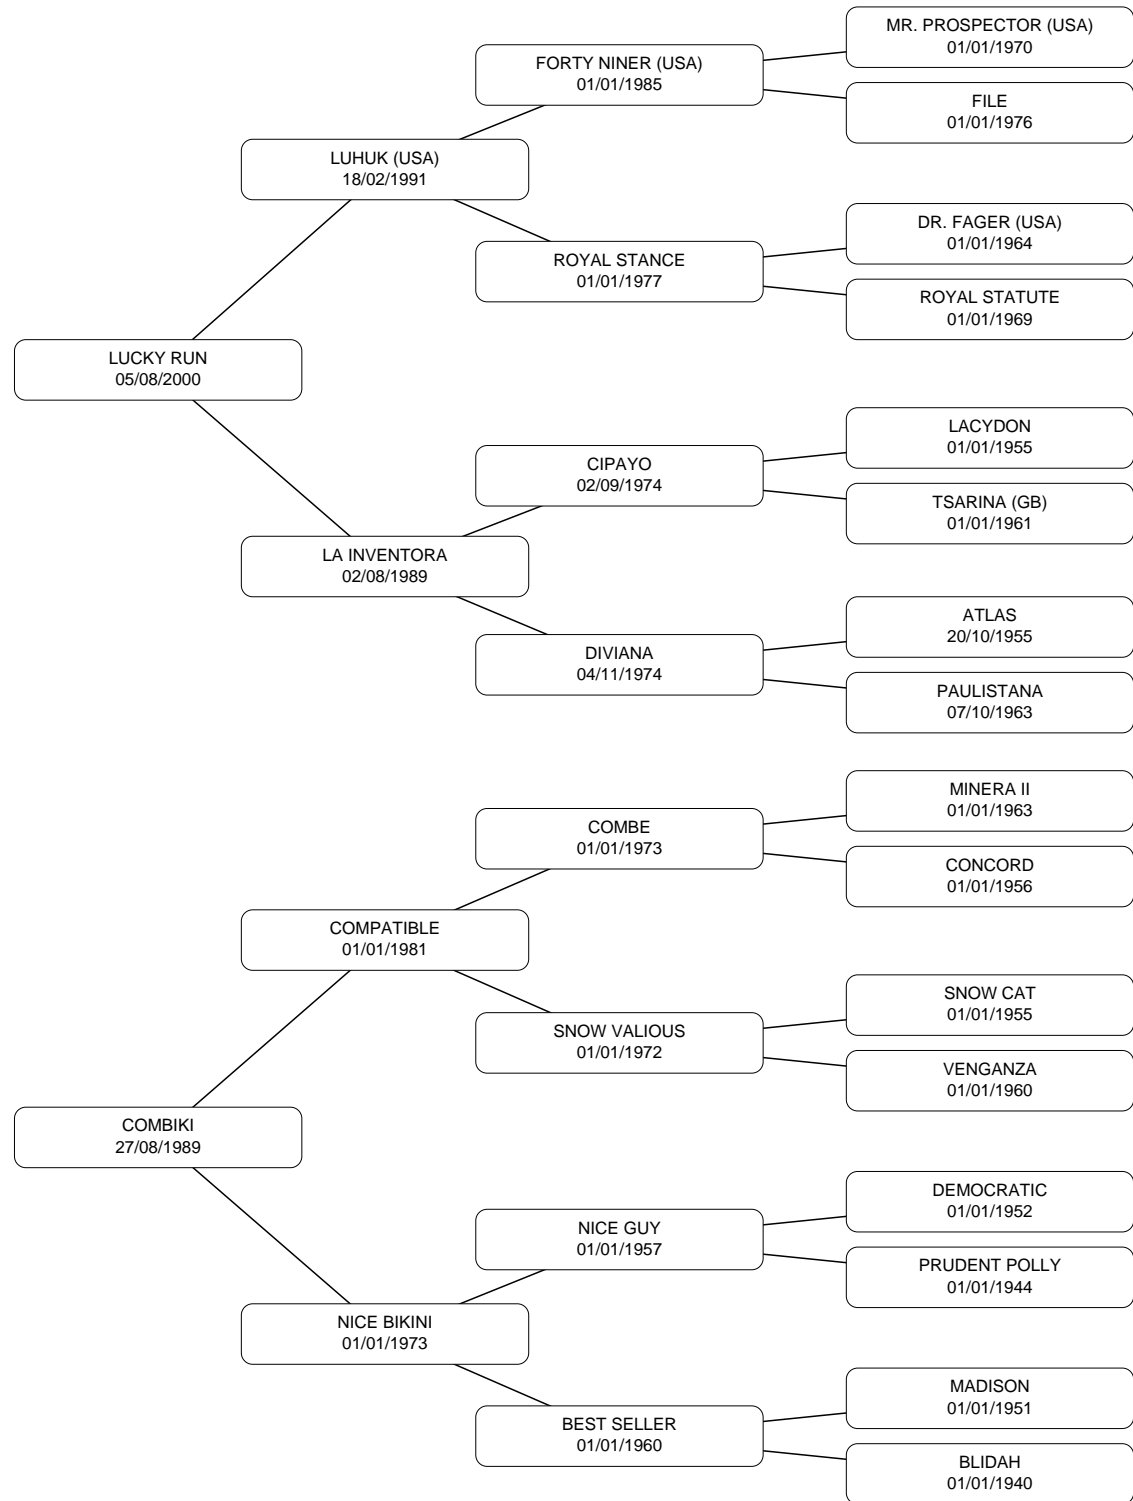 MR. PROSPECTOR (USA)
01/01/1970
FORTY NINER (USA)
01/01/1985
FILE
01/01/1976
LUHUK (USA)
18/02/1991
DR. FAGER (USA)
01/01/1964
ROYAL STANCE
01/01/1977
ROYAL STATUTE
01/01/1969
LUCKY RUN
05/08/2000
LACYDON
01/01/1955
CIPAYO
02/09/1974
TSARINA (GB)
01/01/1961
LA INVENTORA
02/08/1989
ATLAS
20/10/1955
DIVIANA
04/11/1974
PAULISTANA
07/10/1963
MINERA II
01/01/1963
COMBE
01/01/1973
CONCORD
01/01/1956
COMPATIBLE
01/01/1981
SNOW CAT
01/01/1955
SNOW VALIOUS
01/01/1972
VENGANZA
01/01/1960
COMBIKI
27/08/1989
DEMOCRATIC
01/01/1952
NICE GUY
01/01/1957
PRUDENT POLLY
01/01/1944
NICE BIKINI
01/01/1973
MADISON
01/01/1951
BEST SELLER
01/01/1960
BLIDAH
01/01/1940